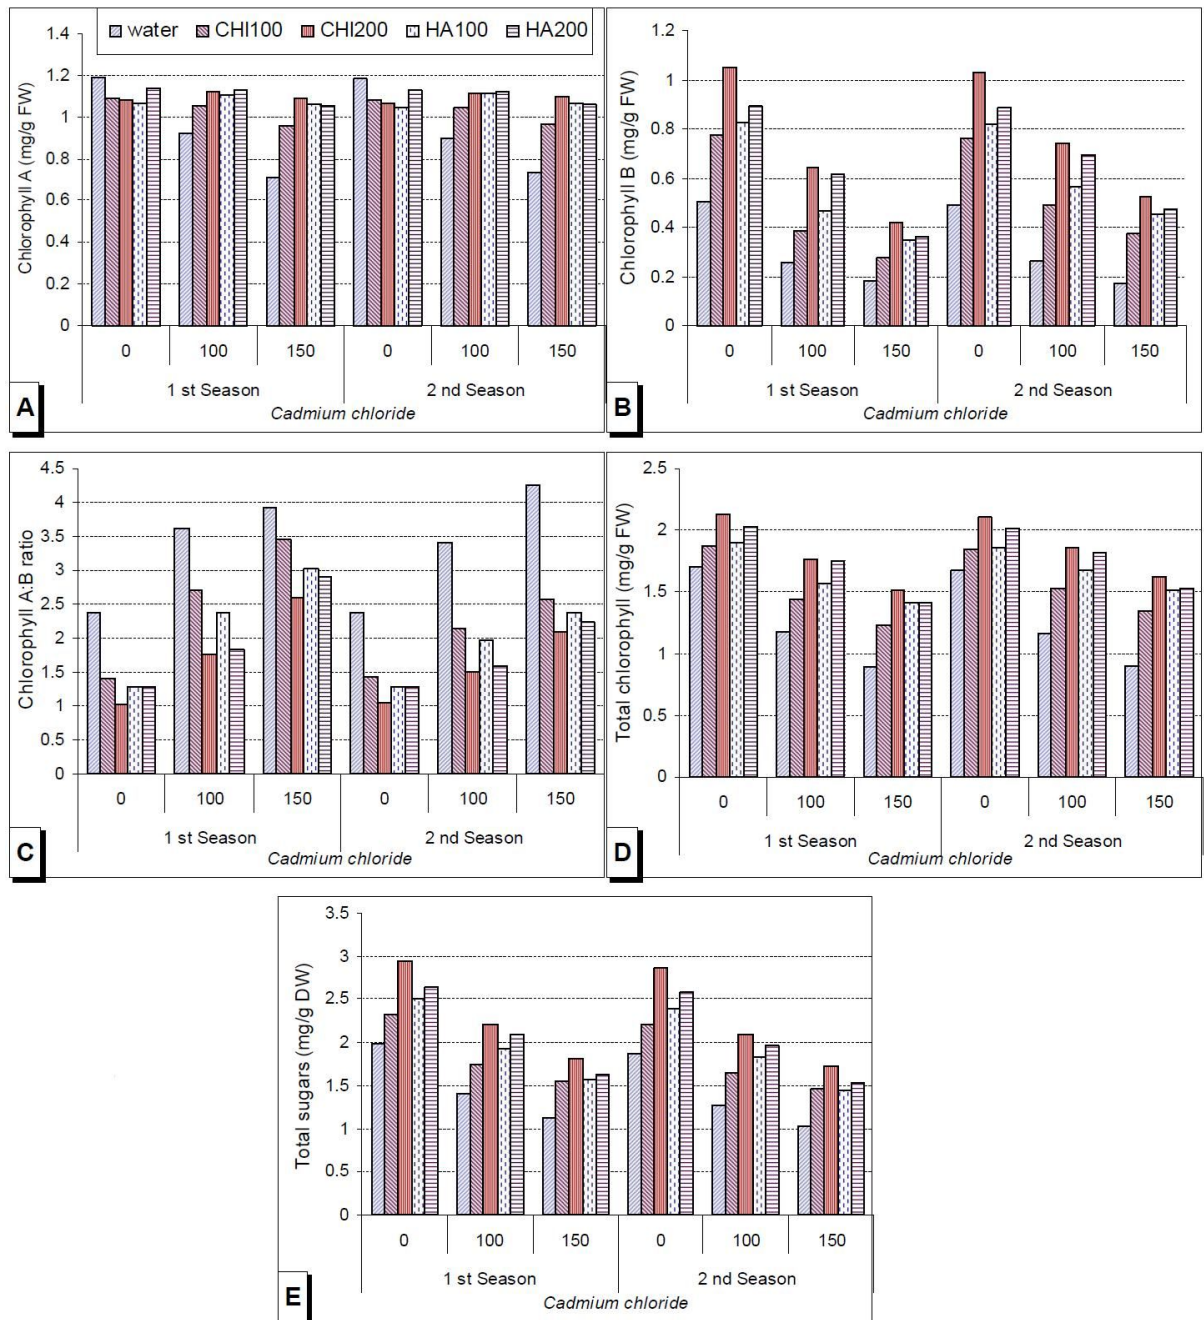 1.4
water CHI100 CHI200 HA100 HA200
1.2
1
0.8
0.6
0.4
0.2
0
Chlorophyll A (mg/g FW)
0 100 150 0 100 150
1 st Season 2 nd Season
Cadmium chloride
A
1.2
1
0.8
0.6
0.4
0.2
0
Chlorophyll B (mg/g FW)
0 100 150 0 100 150
1 st Season 2 nd Season
Cadmium chloride
B
4.5
4
3.5
3
2.5
2
1.5
1
0.5
0
Chlorophyll A:B ratio
0 100 150 0 100 150
1 st Season 2 nd Season
Cadmium chloride
C
2.5
2
1.5
1
0.5
0
Total chlorophyll (mg/g FW)
0 100 150 0 100 150
1 st Season 2 nd Season
Cadmium chloride
D
3.5
3
2.5
2
1.5
1
0.5
0
Total sugars (mg/g DW)
0 100 150 0 100 150
1 st Season 2 nd Season
Cadmium chloride
E